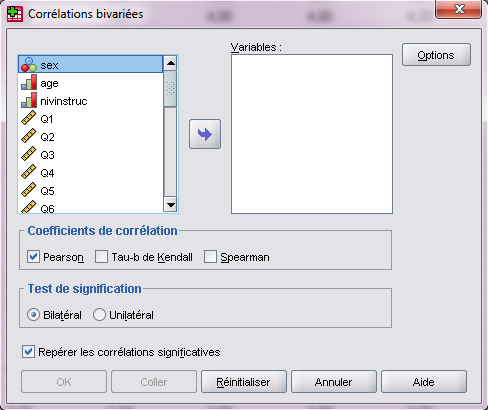 Corrélations bivariées
Variables :
Options
sex
age
nivinstruc
Q1
Q2
Q3
Q4
Q5
Q6
Coefficients de corrélation
Pearson
Tau-b de Kendall
Spearman
Test de signification
Bilatéral
Unilatéral
Repérer les corrélations significatives
OK
Coller
Réinitialiser
Annuler
Aide